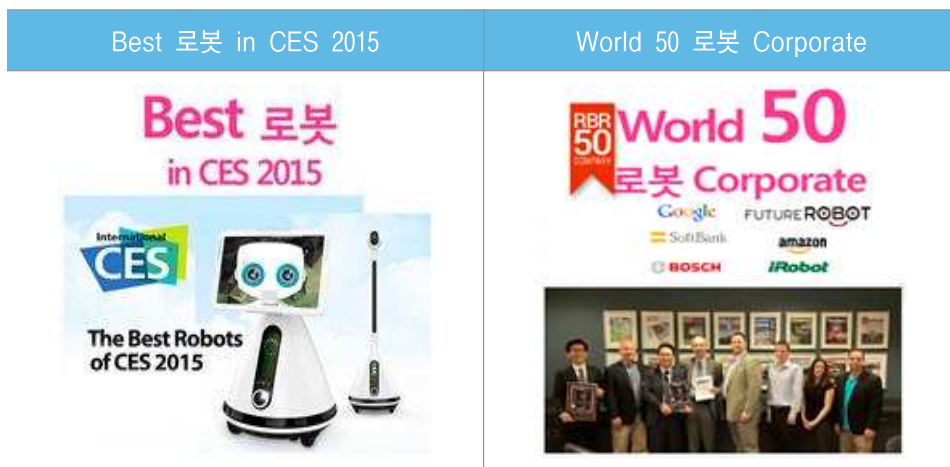 Best 로봇 in CES 2015
World 50 로봇 Corporate
Best 로봇
in CES 2015
International
CES
The Best Robots
of CES 2015
RBR
50
COMPANY
World 50
로봇 Corporate
Google
FUTURE ROBOT
SoftBank
amazon
BOSCH
iRobot